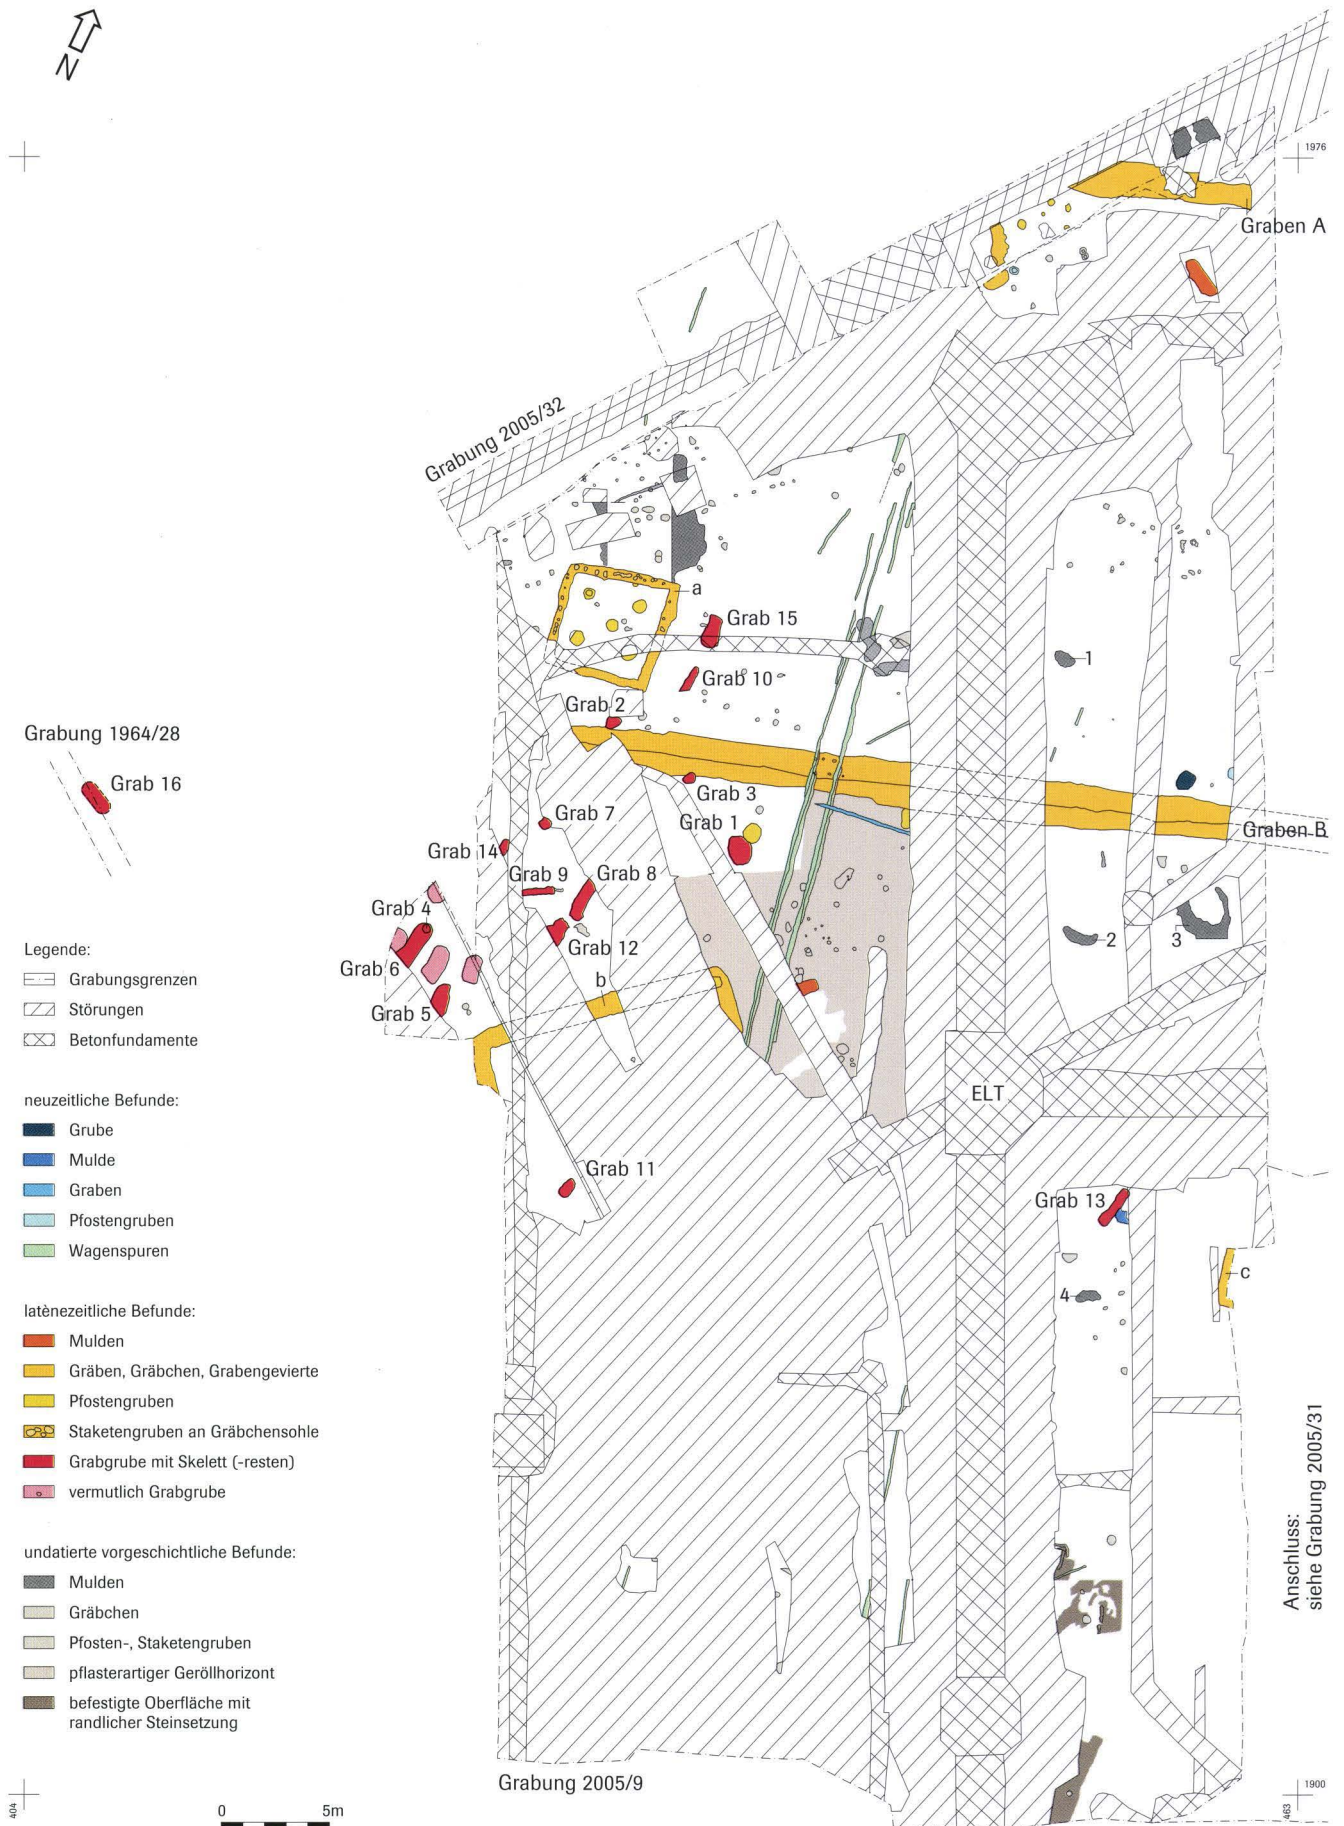 N
1976
Graben A
Grabung 2005/32
a
Grab 15
Grab 10
1
Grab 2
Grabung 1964/28
Grab 16
Grab 3
Grab 7
Grab 1
Graben B
Grab 14
Grab 9
Grab 8
Grab 4
2
3
Grab 12
Grab 6
b
Grab 5
ELT
Grab 11
Grab 13
c
4
Legende:
Grabungsgrenzen
Störungen
Betonfundamente
neuzeitliche Befunde:
Grube
Mulde
Graben
Pfostengruben
Wagenspuren
latènezeitliche Befunde:
Mulden
Gräben, Gräbchen, Grabengevierte
Pfostengruben
Staketengruben an Gräbchensohle
Grabgrube mit Skelett (-resten)
vermutlich Grabgrube
undatierte vorgeschichtliche Befunde:
Mulden
Gräbchen
Pfosten-, Staketengruben
pflasterartiger Geröllhorizont
befestigte Oberfläche mit
randlicher Steinsetzung
Anschluss:
siehe Grabung 2005/31
Grabung 2005/9
1900
404
463
0 5m